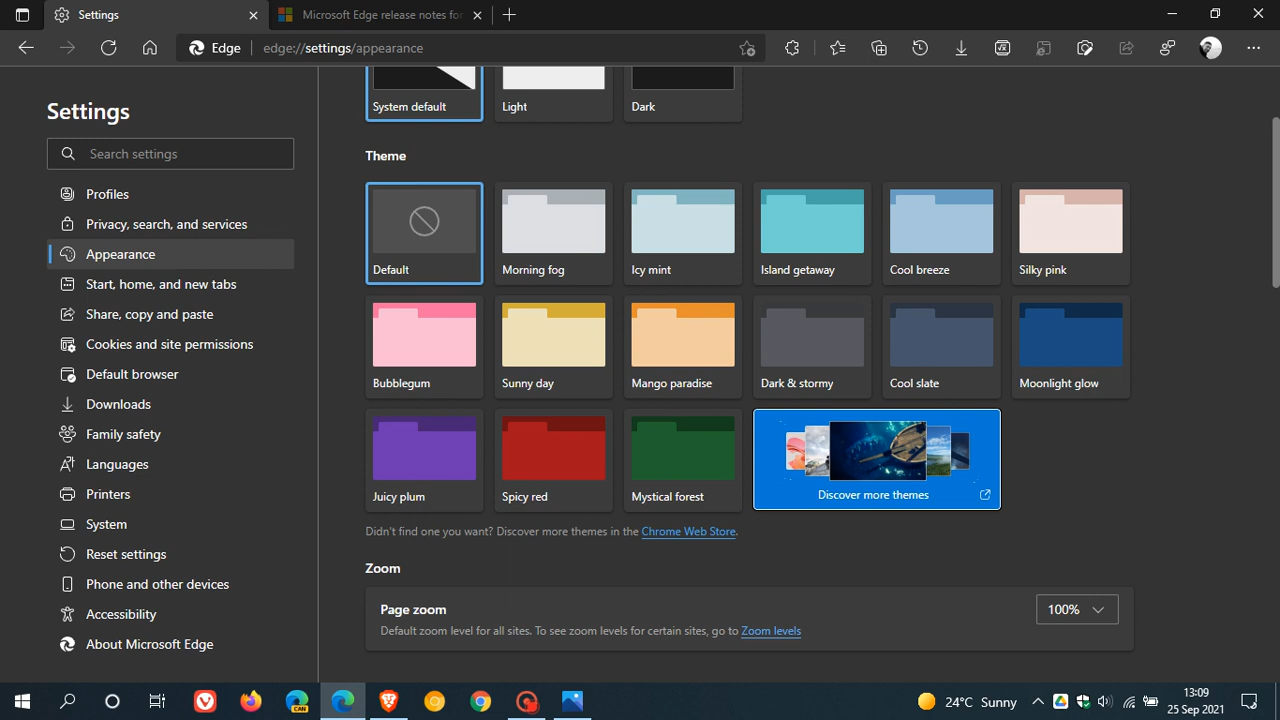 Settings
Microsoft Edge release notes for
Edge
edge://settings/appearance
Settings
Search settings
Profiles
Privacy, search, and services
Appearance
Start, home, and new tabs
Share, copy and paste
Cookies and site permissions
Default browser
Downloads
Family safety
Languages
Printers
System
Reset settings
Phone and other devices
Accessibility
About Microsoft Edge
System default
Light
Dark
Theme
Default
Morning fog
Icy mint
Island getaway
Cool breeze
Silky pink
Bubblegum
Sunny day
Mango paradise
Dark & stormy
Cool slate
Moonlight glow
Juicy plum
Spicy red
Mystical forest
Discover more themes
Didn't find one you want? Discover more themes in the Chrome Web Store.
Zoom
Page zoom
100%
Default zoom level for all sites. To see zoom levels for certain sites, go to Zoom levels
CAN
24°C Sunny
13:09
25 Sep 2021